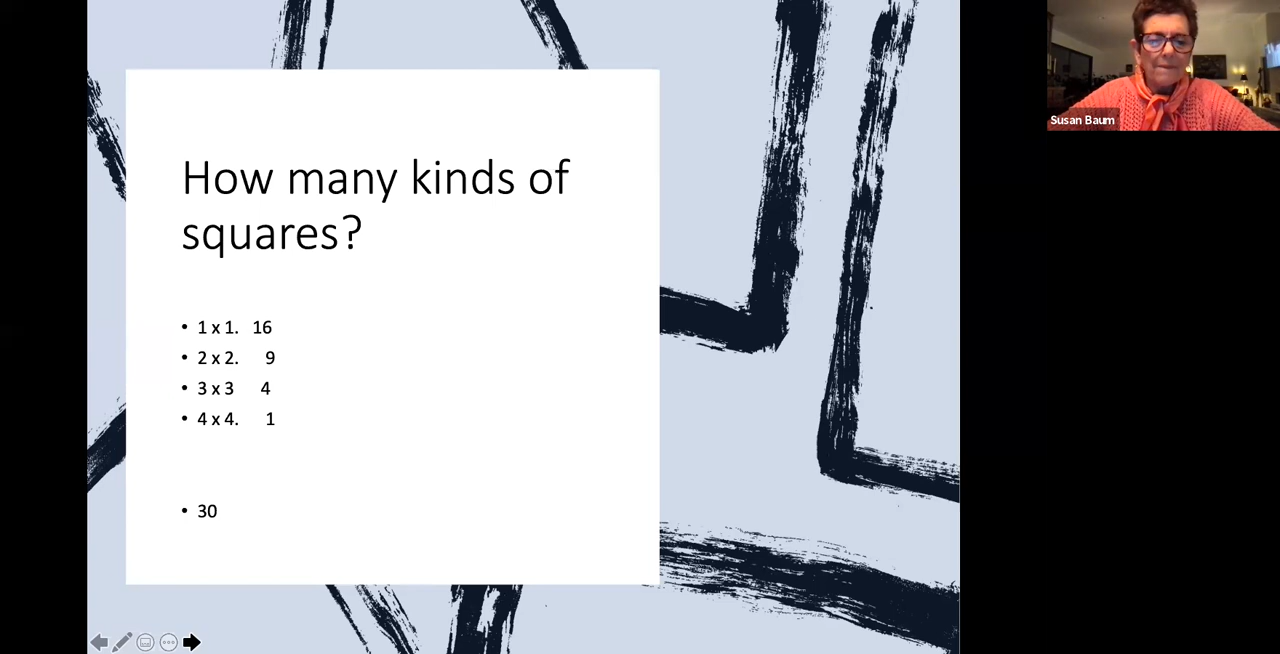 How many kinds of
squares?
• 1 x 1. 16
• 2 x 2. 9
• 3 x 3 4
• 4 x 4. 1
• 30
Susan Baum